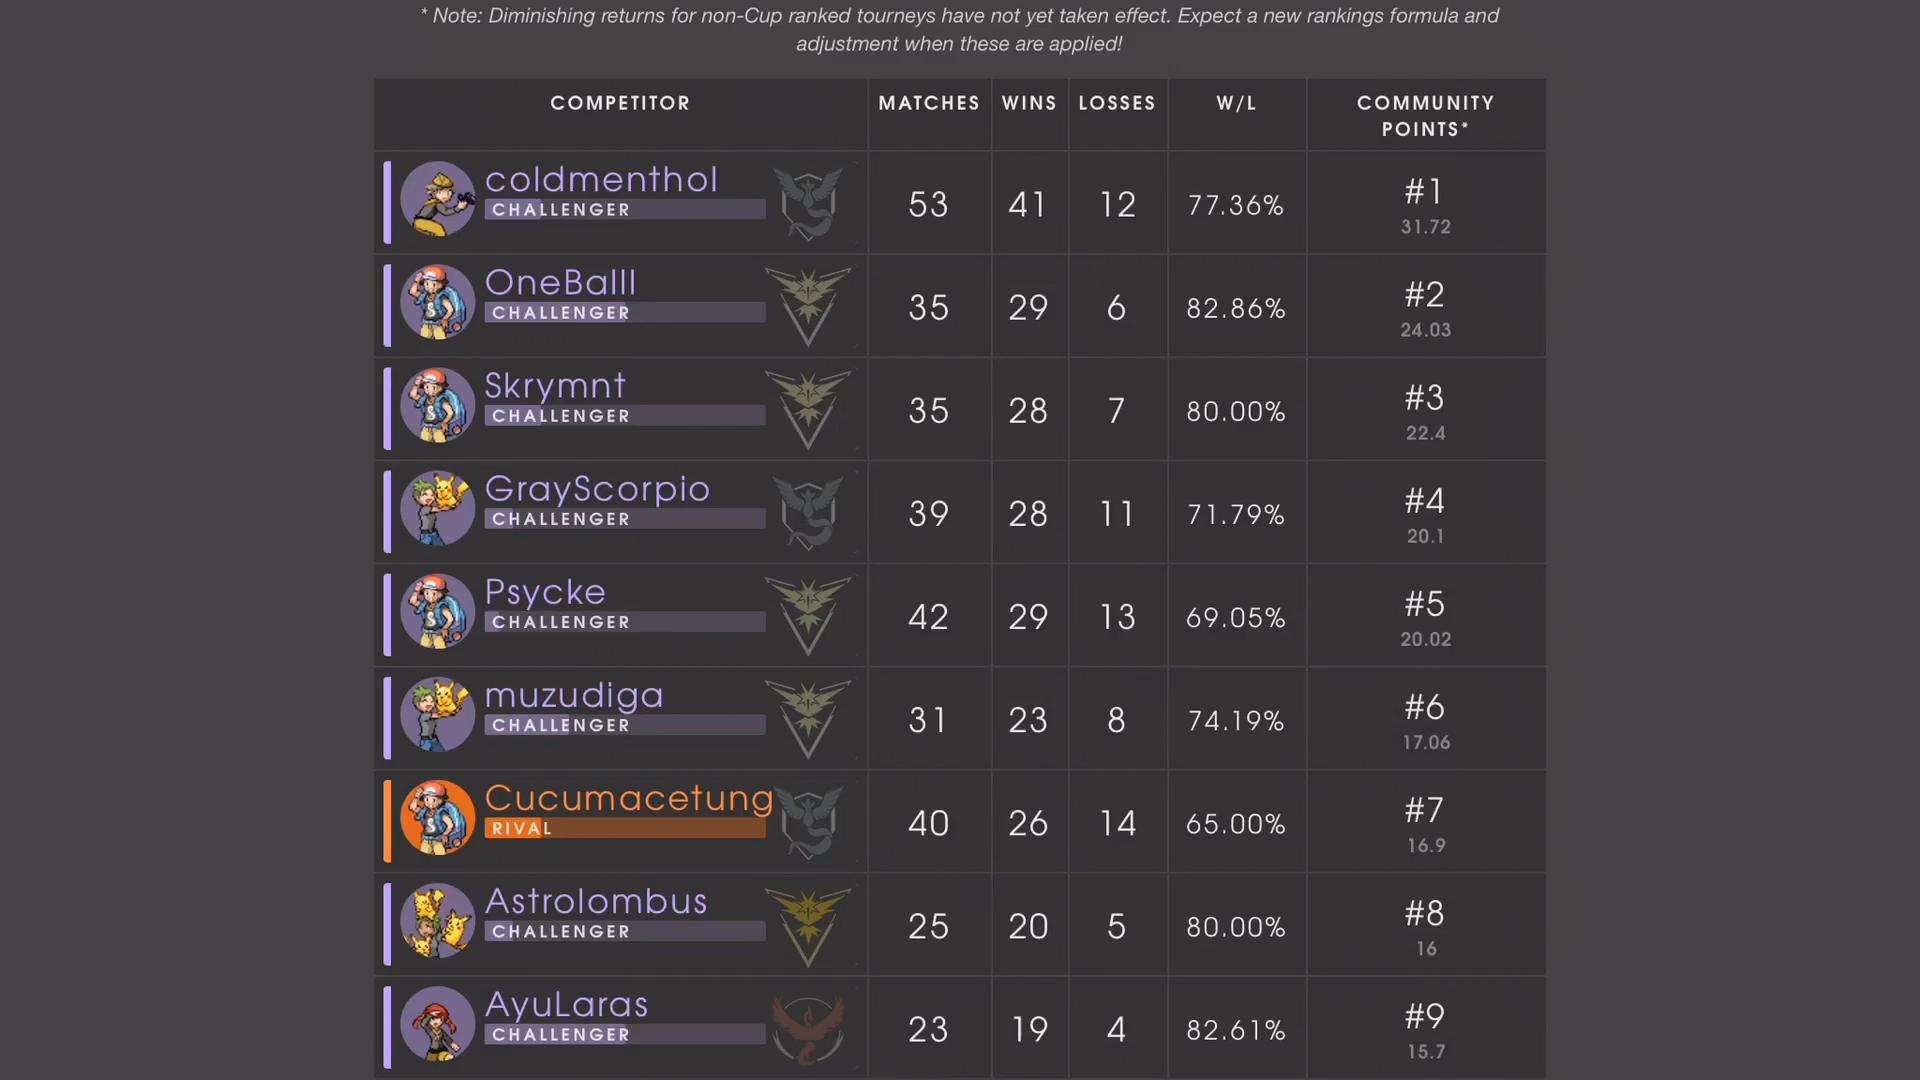 * Note: Diminishing returns for non-Cup ranked tourneys have not yet taken effect. Expect a new rankings formula and
adjustment when these are applied!
COMPETITOR MATCHES WINS LOSSES W/L COMMUNITY
POINTS*
coldmenthol
CHALLENGER
53 41 12 77.36% #1
31.72
OneBalll
CHALLENGER
35 29 6 82.86% #2
24.03
Skrymnt
CHALLENGER
35 28 7 80.00% #3
22.4
GrayScorpio
CHALLENGER
39 28 11 71.79% #4
20.1
Psycke
CHALLENGER
42 29 13 69.05% #5
20.02
muzudiga
CHALLENGER
31 23 8 74.19% #6
17.06
Cucumacetung
RIVAL
40 26 14 65.00% #7
16.9
Astrolombus
CHALLENGER
25 20 5 80.00% #8
16
AyuLaras
CHALLENGER
23 19 4 82.61% #9
15.7